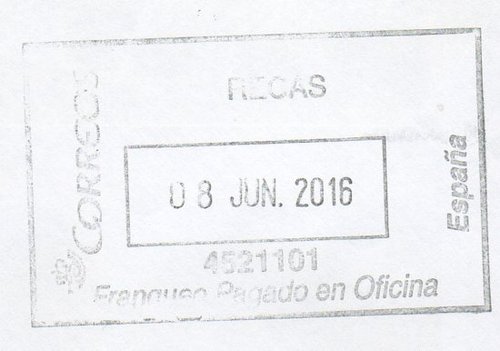 CORREOS
RECAS
08 JUN. 2016
4521101
Franqueo Pagado en Oficina
España